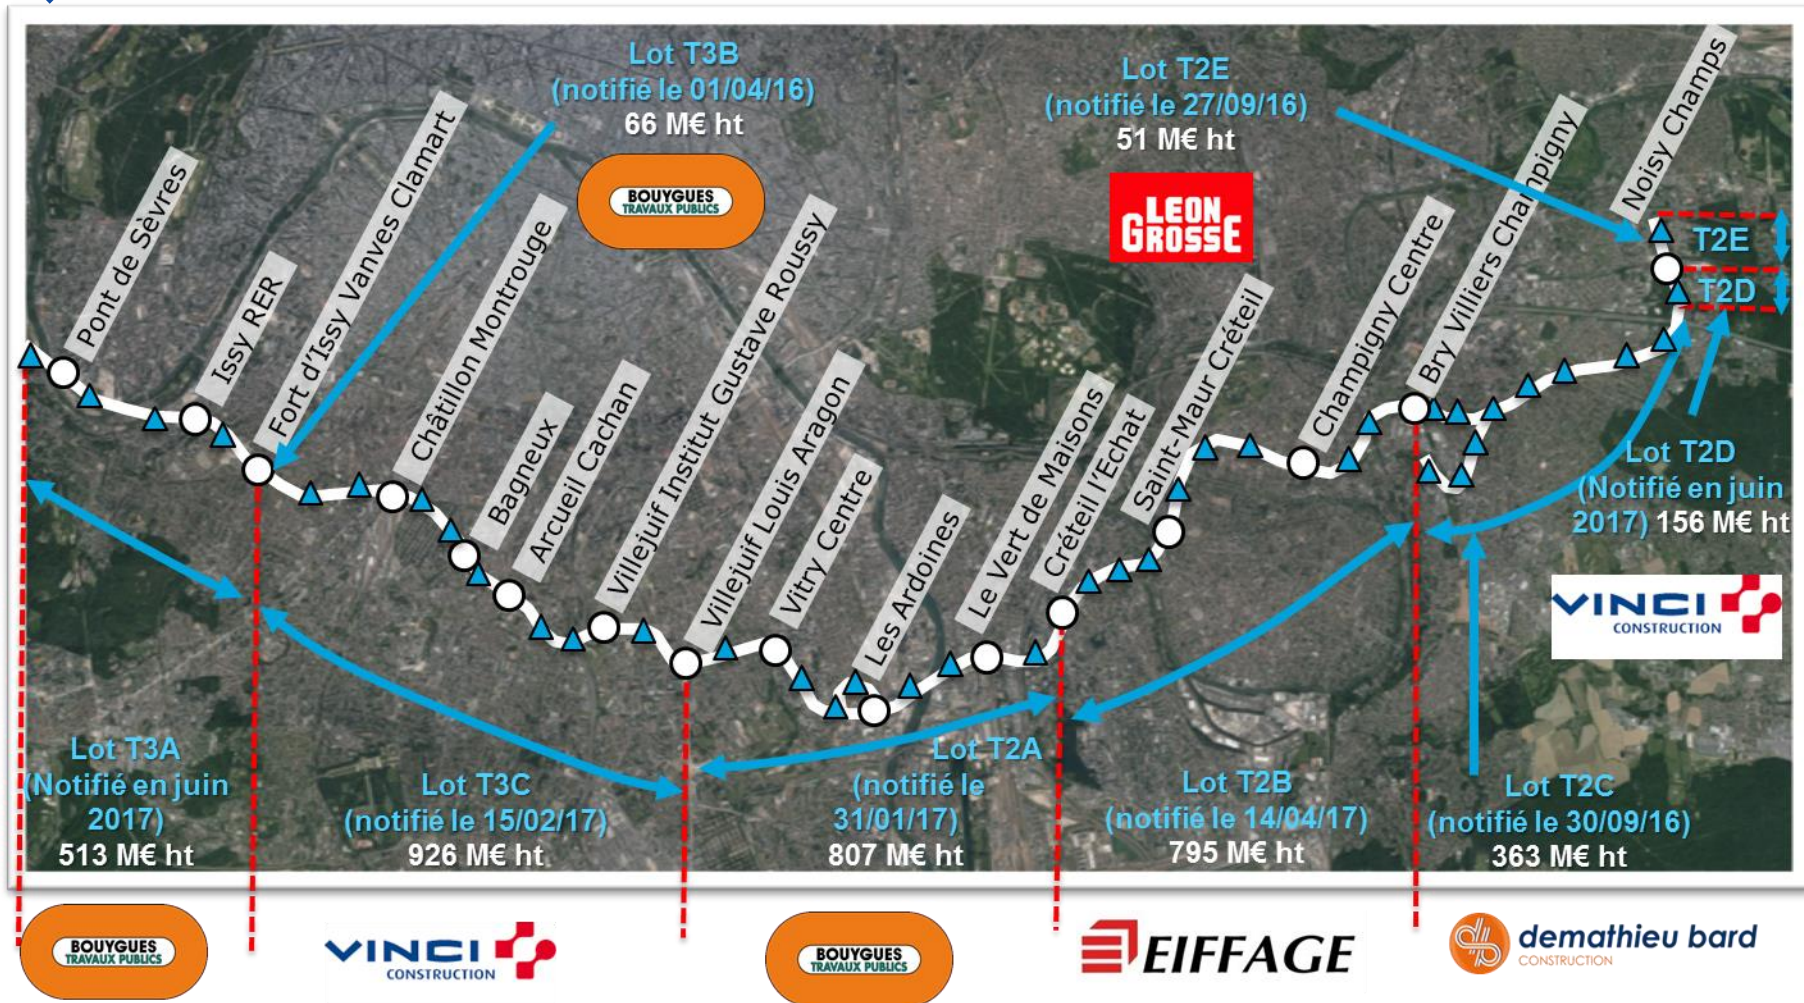 Lot T3B
(notifié le 01/04/16)
66 M€ ht
BOUYGUES
TRAVAUX PUBLICS
Lot T2E
(notifié le 27/09/16)
51 M€ ht
LEON
GROSSE
Pont de Sèvres
Issy RER
Fort d'Issy Vanves Clamart
Châtillon Montrouge
Bagneux
Arcueil Cachan
Villejuif Institut Gustave Roussy
Villejuif Louis Aragon
Vitry Centre
Les Ardoines
Le Vert de Maisons
Créteil l'Echat
Saint-Maur Créteil
Champigny Centre
Bry Villiers Champigny
Noisy Champs
T2E
T2D
Lot T2D
(Notifié en juin
2017) 156 M€ ht
VINCI
CONSTRUCTION
Lot T3A
(Notifié en juin
2017)
513 M€ ht
Lot T3C
(notifié le 15/02/17)
926 M€ ht
Lot T2A
(notifié le
31/01/17)
807 M€ ht
Lot T2B
(notifié le 14/04/17)
795 M€ ht
Lot T2C
(notifié le 30/09/16)
363 M€ ht
BOUYGUES
TRAVAUX PUBLICS
VINCI
CONSTRUCTION
BOUYGUES
TRAVAUX PUBLICS
EIFFAGE
demathieu bard
CONSTRUCTION